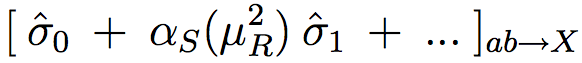 [ σ̂₀ + α_S(μ_R²) σ̂₁ + ... ]_{ab→X}